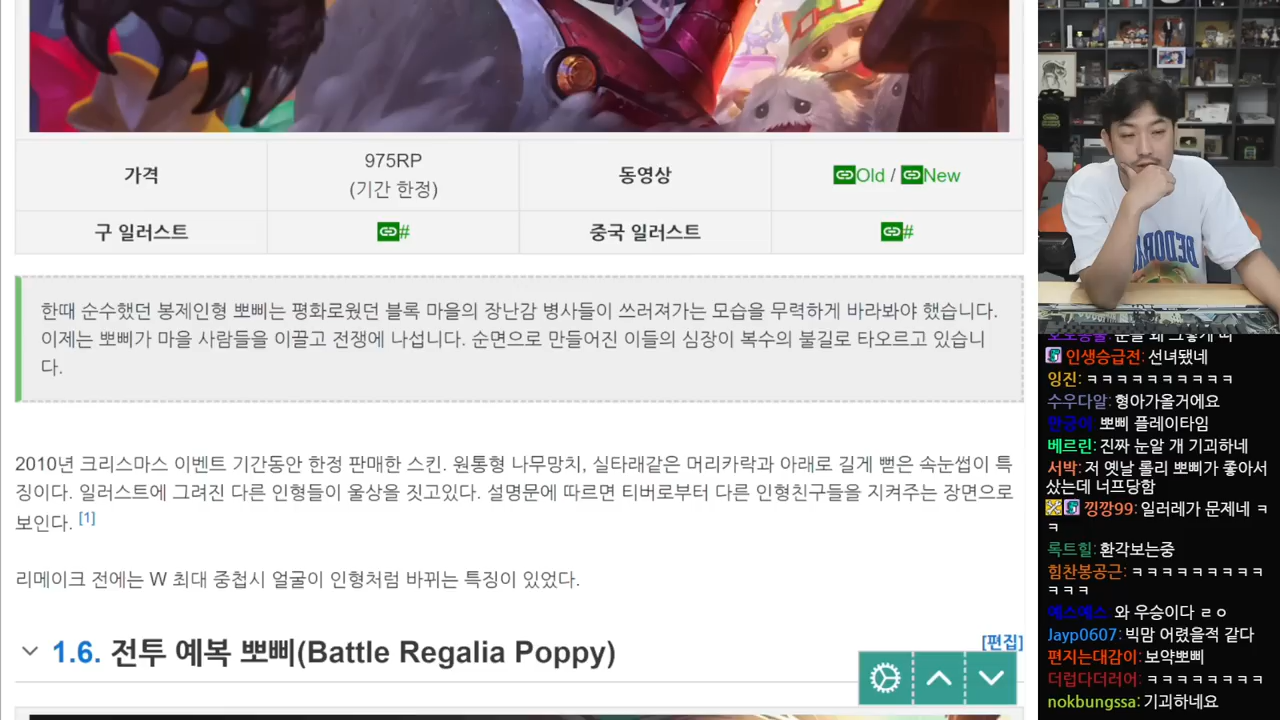 가격
975RP
(기간 한정)
동영상
Old / New
구 일러스트
#
중국 일러스트
#
한때 순수했던 봉제인형 뽀삐는 평화로웠던 블록 마을의 장난감 병사들이 쓰러져가는 모습을 무력하게 바라봐야 했습니다.
이제는 뽀삐가 마을 사람들을 이끌고 전쟁에 나섭니다. 순면으로 만들어진 이들의 심장이 복수의 불길로 타오르고 있습니
다.
2010년 크리스마스 이벤트 기간동안 한정 판매한 스킨. 원통형 나무망치, 실타래같은 머리카락과 아래로 길게 뻗은 속눈썹이 특
징이다. 일러스트에 그려진 다른 인형들이 울상을 짓고있다. 설명문에 따르면 티버로부터 다른 인형친구들을 지켜주는 장면으로
보인다. [1]
리메이크 전에는 W 최대 중첩시 얼굴이 인형처럼 바뀌는 특징이 있었다.
1.6. 전투 예복 뽀삐(Battle Regalia Poppy)
[편집]
인생승급전: 선녀됐네
잉진: ㅋㅋㅋㅋㅋㅋㅋㅋㅋㅋ
수우다알: 형아가올거에요
만궁이: 뽀삐 플레이타임
베르린: 진짜 눈알 개 기괴하네
서박: 저 옛날 롤리 뽀삐가 좋아서
샀는데 너프당함
낑깡99: 일러레가 문제네 ㅋ
ㅋ
록트힐: 환각보는중
힘찬봉공근: ㅋㅋㅋㅋㅋㅋㅋㅋㅋ
ㅋㅋㅋ
예스예스: 와 우승이다 ㄹㅇ
Jayp0607: 빅맘 어렸을적 같다
편지는대감이: 보약뽀삐
더럽다더러어: ㅋㅋㅋㅋㅋㅋㅋㅋ
nokbungssa: 기괴하네요